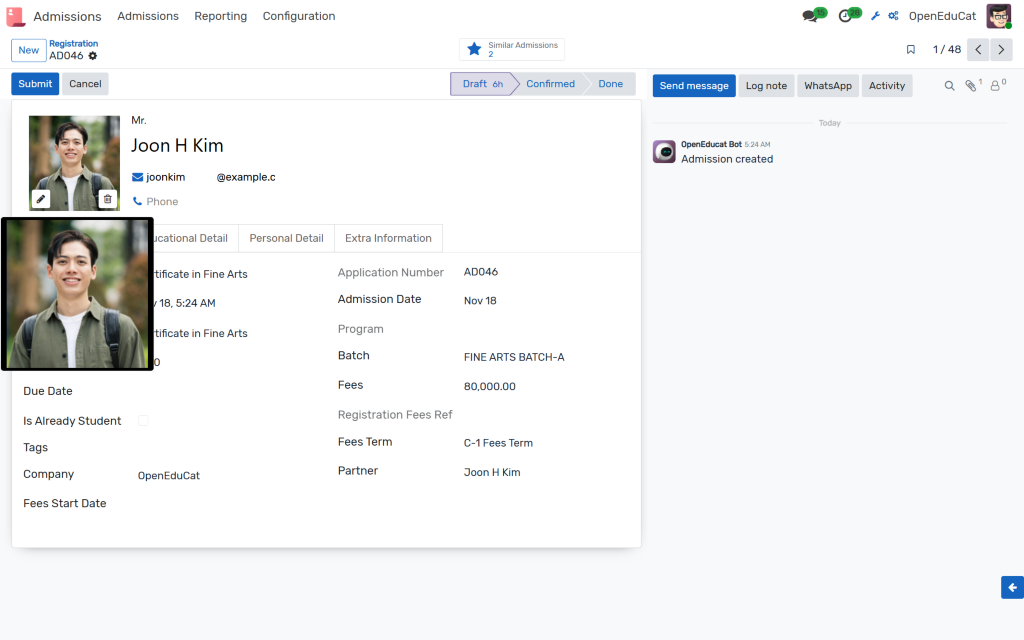 Admissions Admissions Reporting Configuration 15 28 OpenEduCat
New Registration AD046 Similar Admissions 2 1 / 48
Submit Cancel Draft 6h Confirmed Done Send message Log note WhatsApp Activity 1 0
Mr.
Joon H Kim
joonkim @example.c
Phone
Today
OpenEducat Bot 5:24 AM
Admission created
ucational Detail Personal Detail Extra Information
rtificate in Fine Arts
v 18, 5:24 AM
rtificate in Fine Arts
0
Due Date
Is Already Student
Tags
Company OpenEduCat
Fees Start Date
Application Number AD046
Admission Date Nov 18
Program
Batch FINE ARTS BATCH-A
Fees 80,000.00
Registration Fees Ref
Fees Term C-1 Fees Term
Partner Joon H Kim